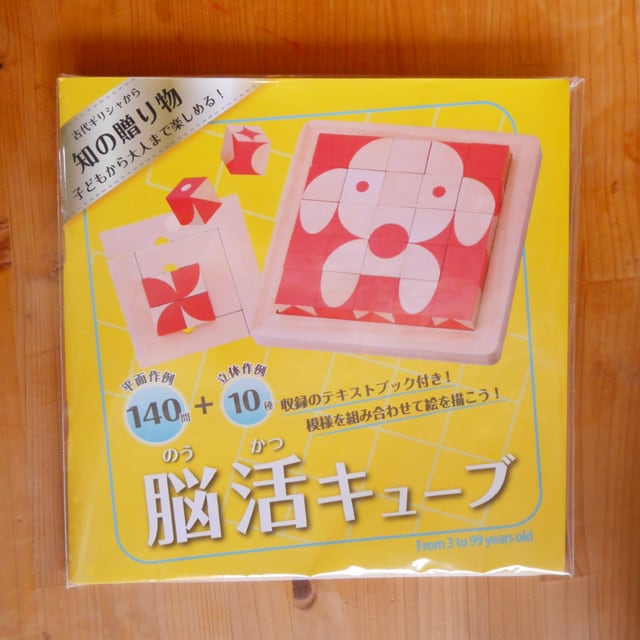 古代ギリシャから
知の贈り物
子どもから大人まで楽しめる！
平面作例
140問
+
立体作例
10種
収録のテキストブック付き！
模様を組み合わせて絵を描こう！
のう かつ
脳活キューブ
From 3 to 99 years old